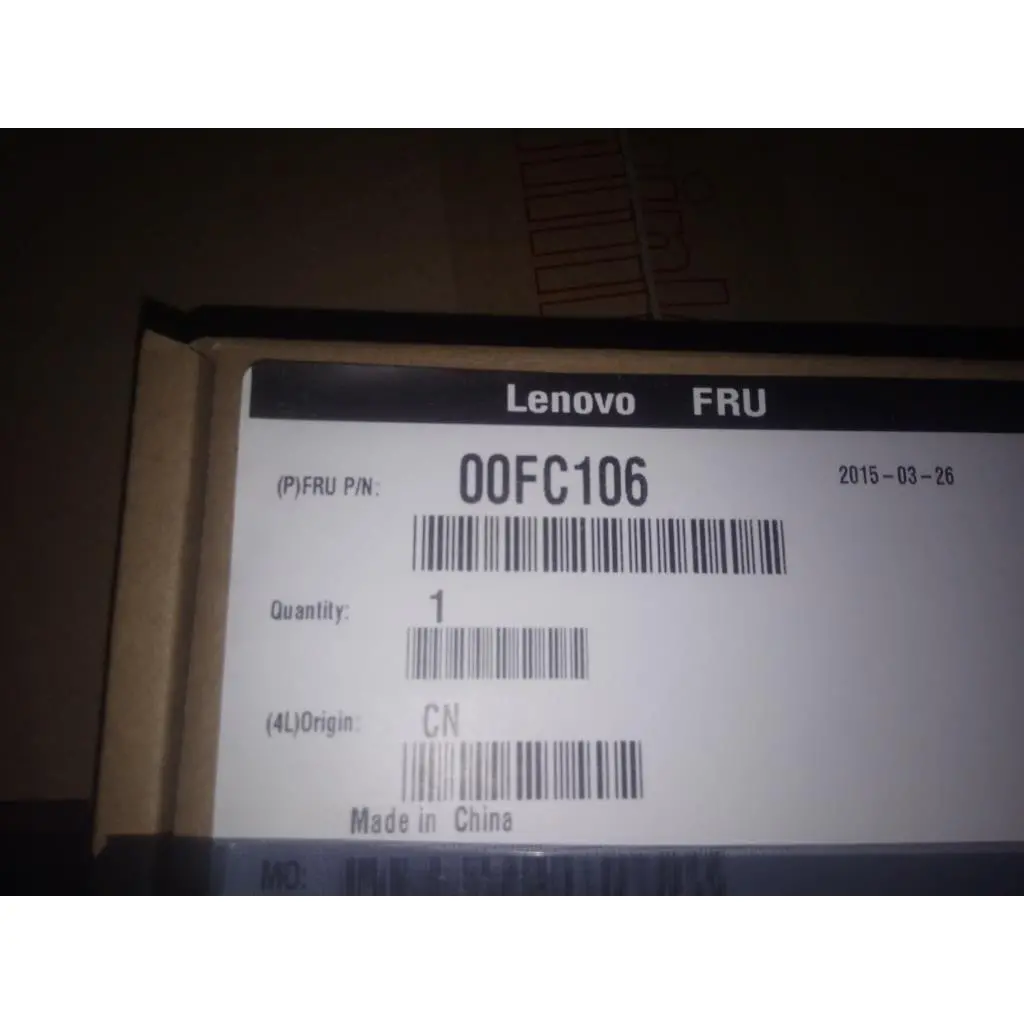 Lenovo FRU
(P)FRU P/N: 00FC106 2015-03-26
Quantity: 1
(4L)Origin: CN
Made in China
MO: